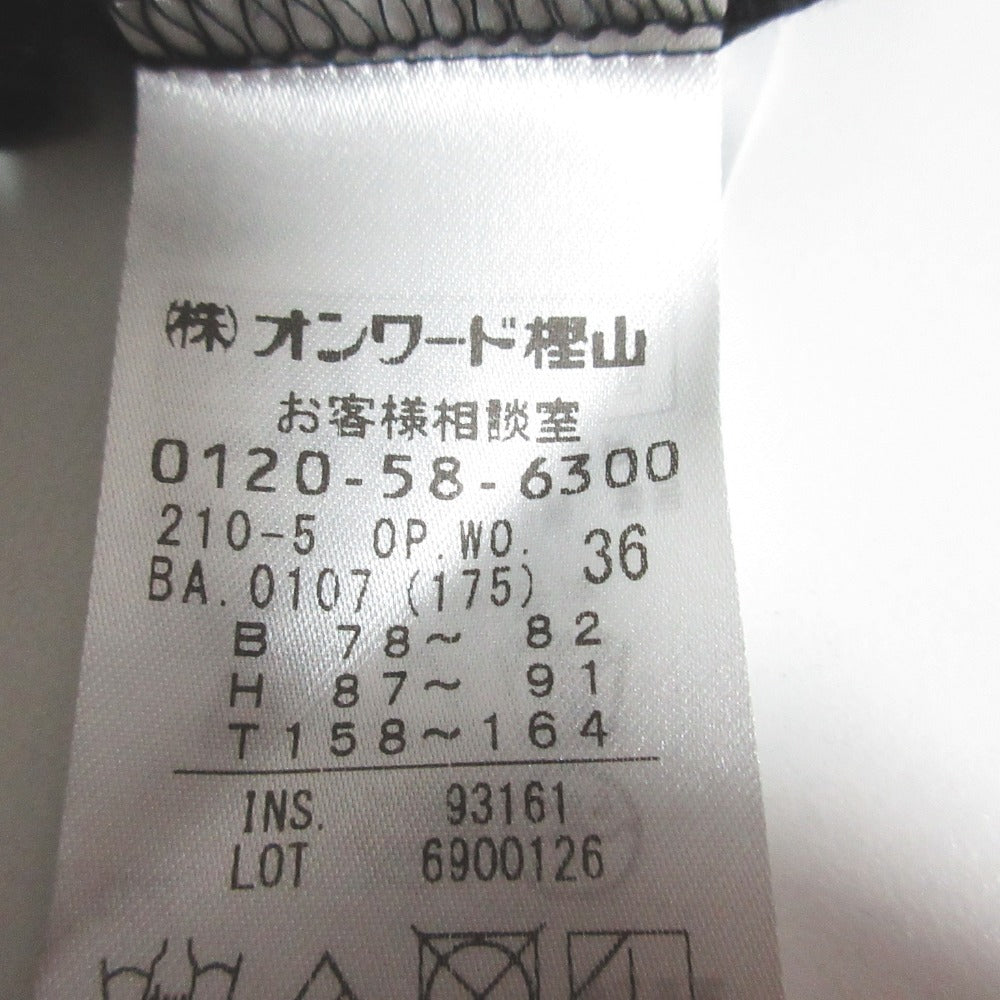 ㈱オンワード樫山
お客様相談室
0120-58-6300
210-5 OP.WO. 36
BA.0107 (175)
B 78~ 82
H 87~ 91
T158~164
INS. 93161
LOT 6900126